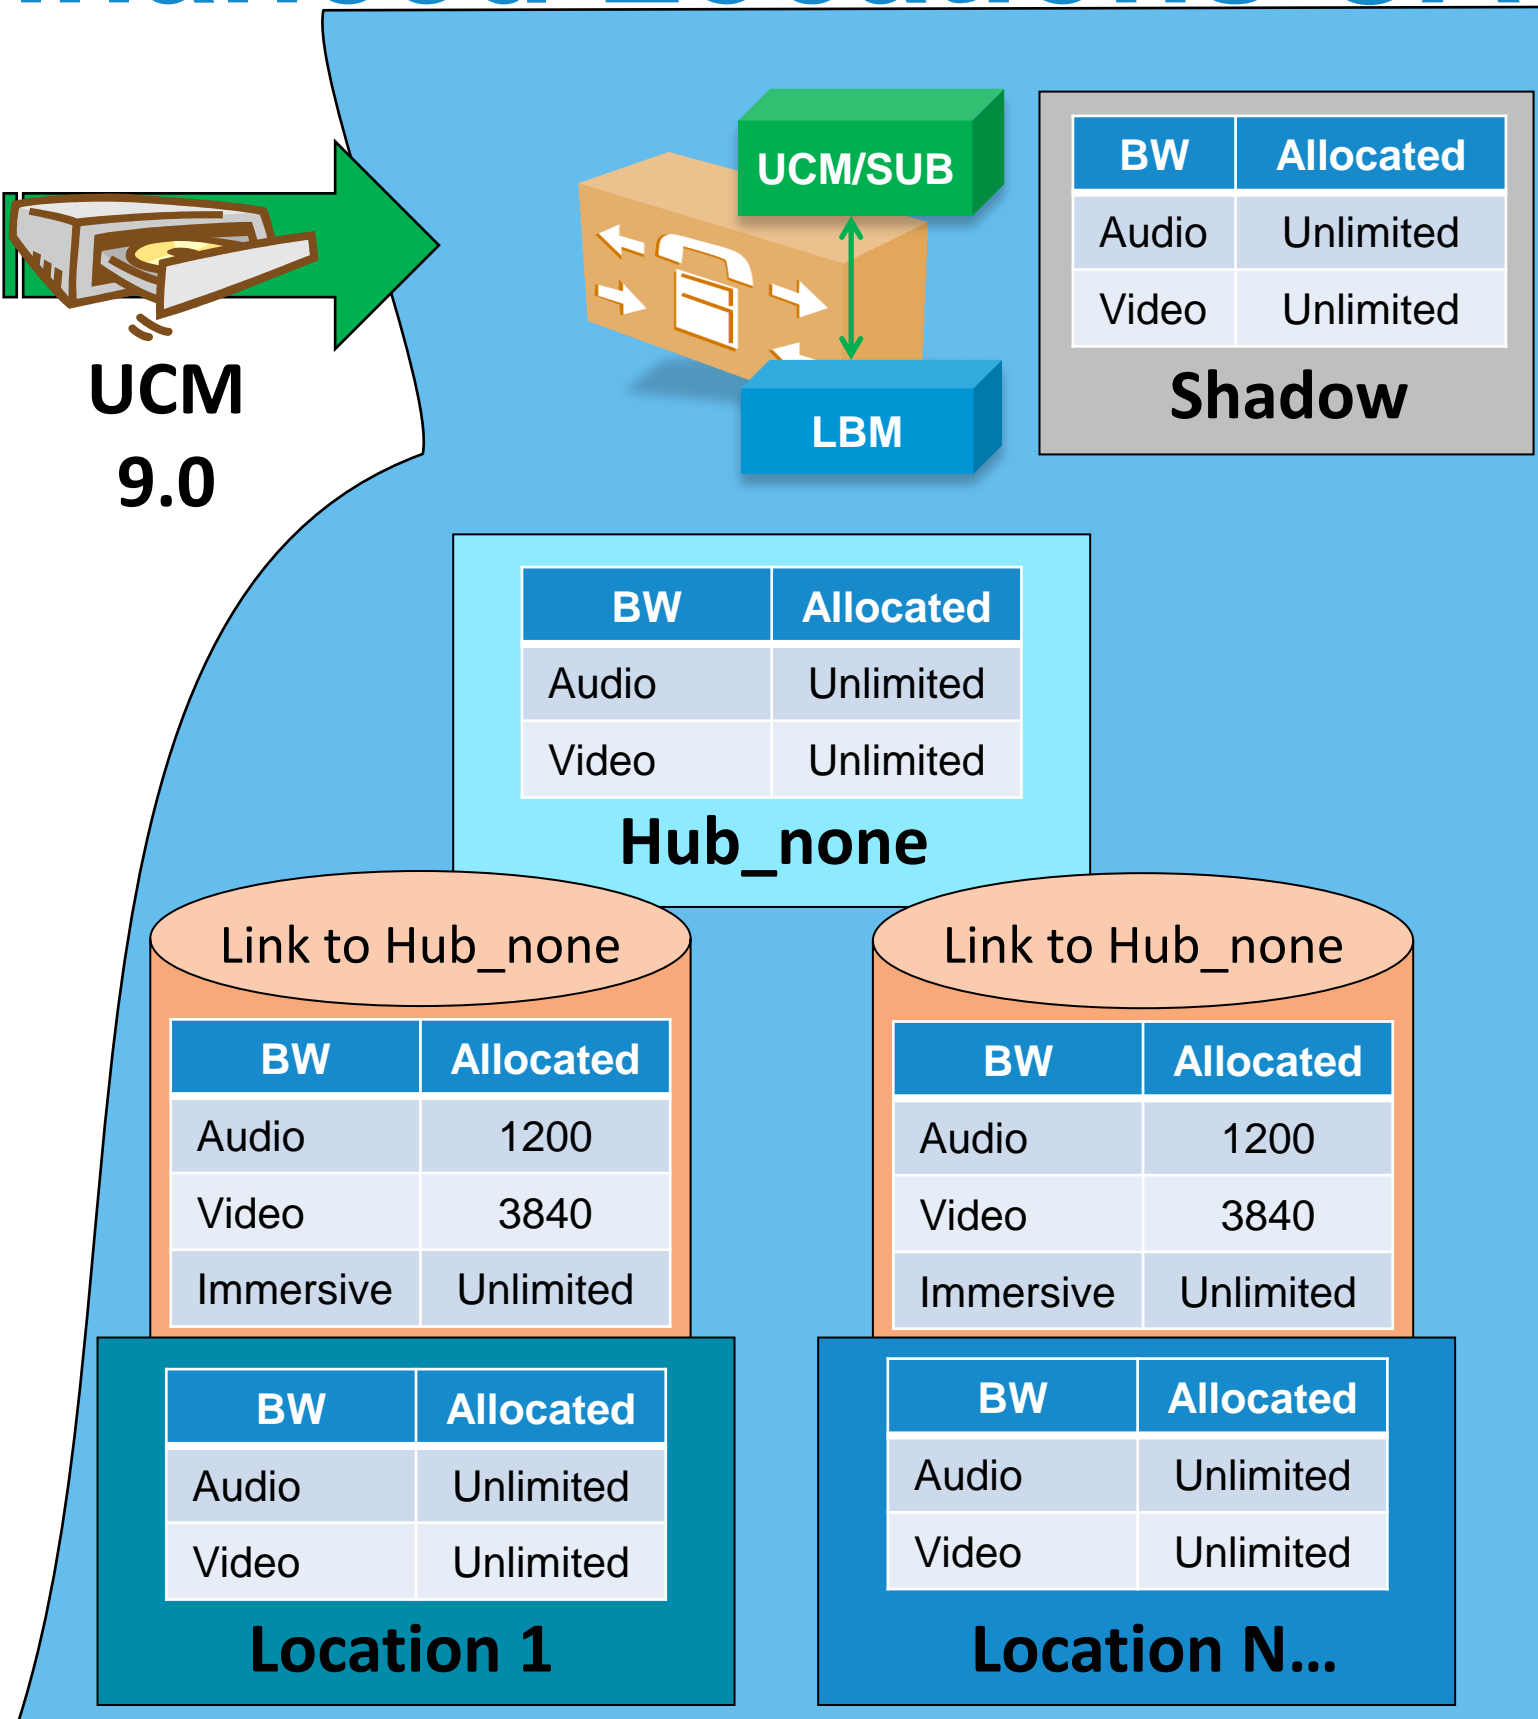 UCM/SUB
LBM
UCM
9.0
BW Allocated
Audio Unlimited
Video Unlimited
Shadow
BW Allocated
Audio Unlimited
Video Unlimited
Hub_none
Link to Hub_none
BW Allocated
Audio 1200
Video 3840
Immersive Unlimited
BW Allocated
Audio Unlimited
Video Unlimited
Location 1
Link to Hub_none
BW Allocated
Audio 1200
Video 3840
Immersive Unlimited
BW Allocated
Audio Unlimited
Video Unlimited
Location N...